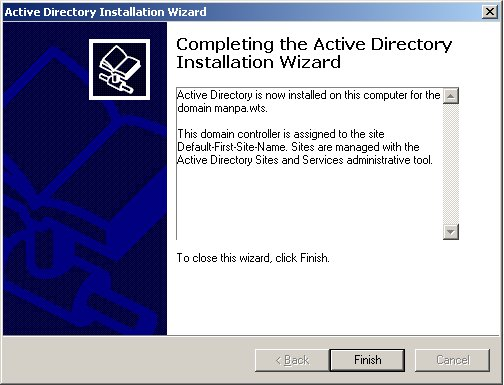 Active Directory Installation Wizard
Completing the Active Directory
Installation Wizard
Active Directory is now installed on this computer for the
domain manpa.wts.
This domain controller is assigned to the site
Default-First-Site-Name. Sites are managed with the
Active Directory Sites and Services administrative tool.
To close this wizard, click Finish.
< Back Finish Cancel